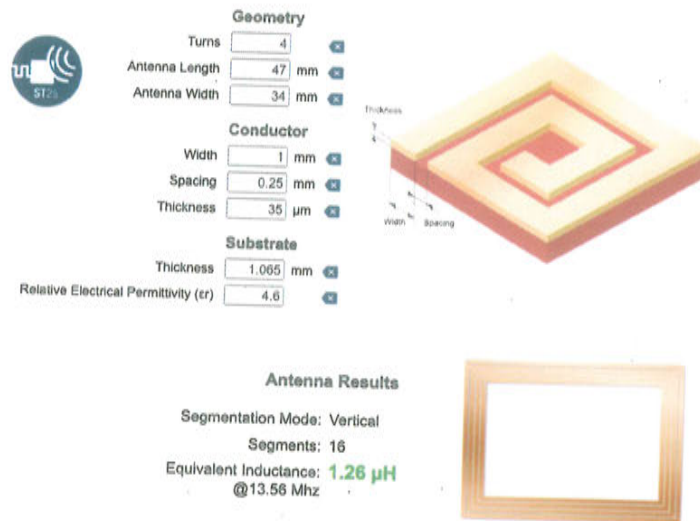 Geometry
Turns 4
Antenna Length 47 mm
Antenna Width 34 mm
Conductor
Width 1 mm
Spacing 0.25 mm
Thickness 35 µm
Substrate
Thickness 1.065 mm
Relative Electrical Permittivity (εr) 4.6
ST25
Thickness
Width
Spacing
Antenna Results
Segmentation Mode: Vertical
Segments: 16
Equivalent Inductance: 1.26 µH
@13.56 Mhz